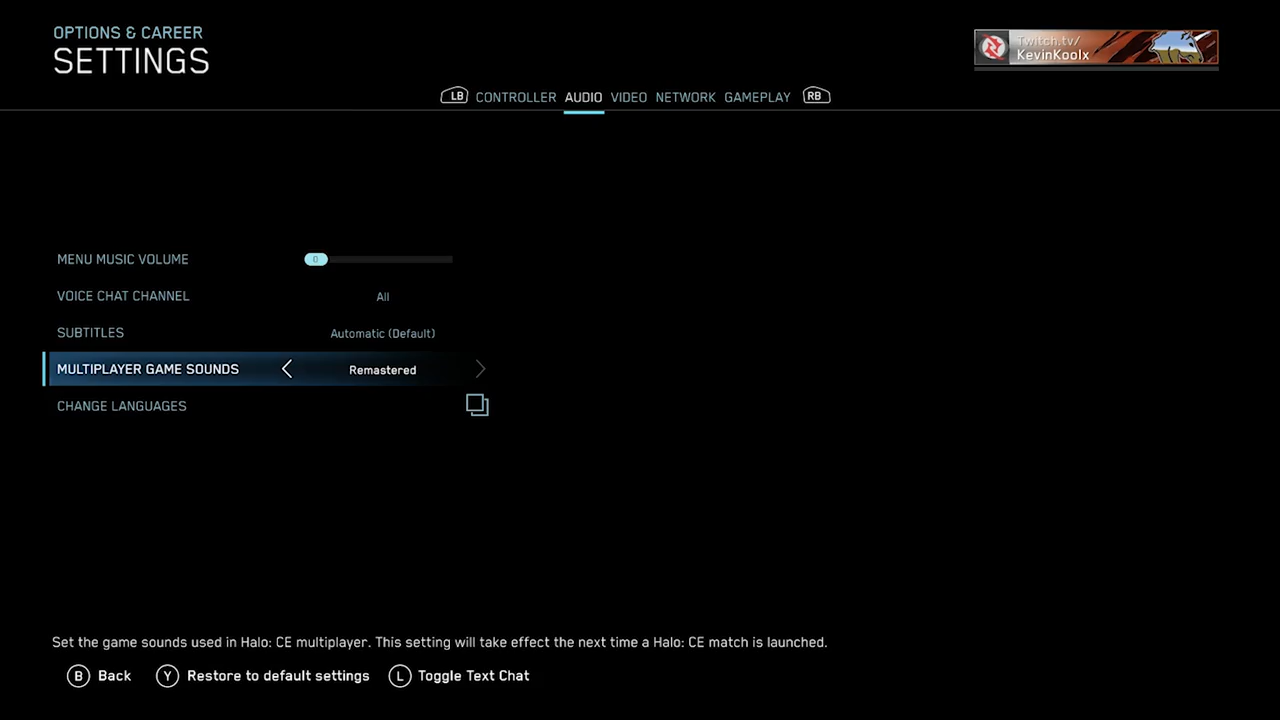 OPTIONS & CAREER
SETTINGS
Twitch.tv/
KevinKoolx
LB CONTROLLER AUDIO VIDEO NETWORK GAMEPLAY RB
MENU MUSIC VOLUME 0
VOICE CHAT CHANNEL All
SUBTITLES Automatic (Default)
MULTIPLAYER GAME SOUNDS Remastered
CHANGE LANGUAGES
Set the game sounds used in Halo: CE multiplayer. This setting will take effect the next time a Halo: CE match is launched.
B Back Y Restore to default settings L Toggle Text Chat